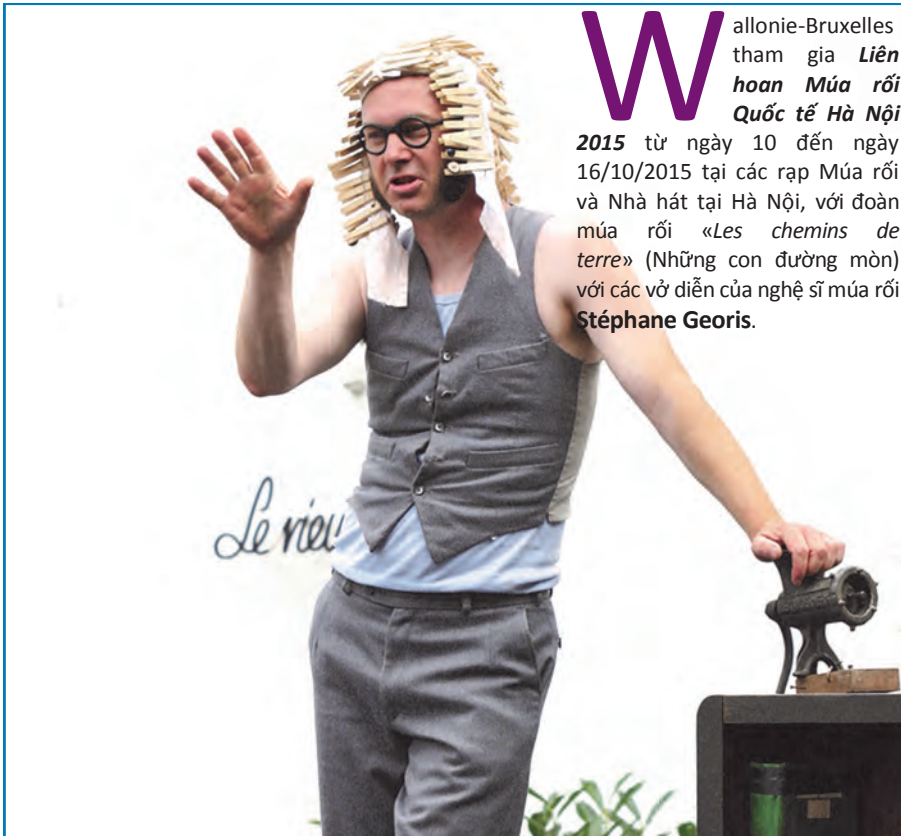 Wallonie-Bruxelles
tham gia Liên
hoan Múa rối
Quốc tế Hà Nội
2015 từ ngày 10 đến ngày
16/10/2015 tại các rạp Múa rối
và Nhà hát tại Hà Nội, với đoàn
múa rối «Les chemins de
terre» (Những con đường mòn)
với các vở diễn của nghệ sĩ múa rối
Stéphane Georis.
Le vieu